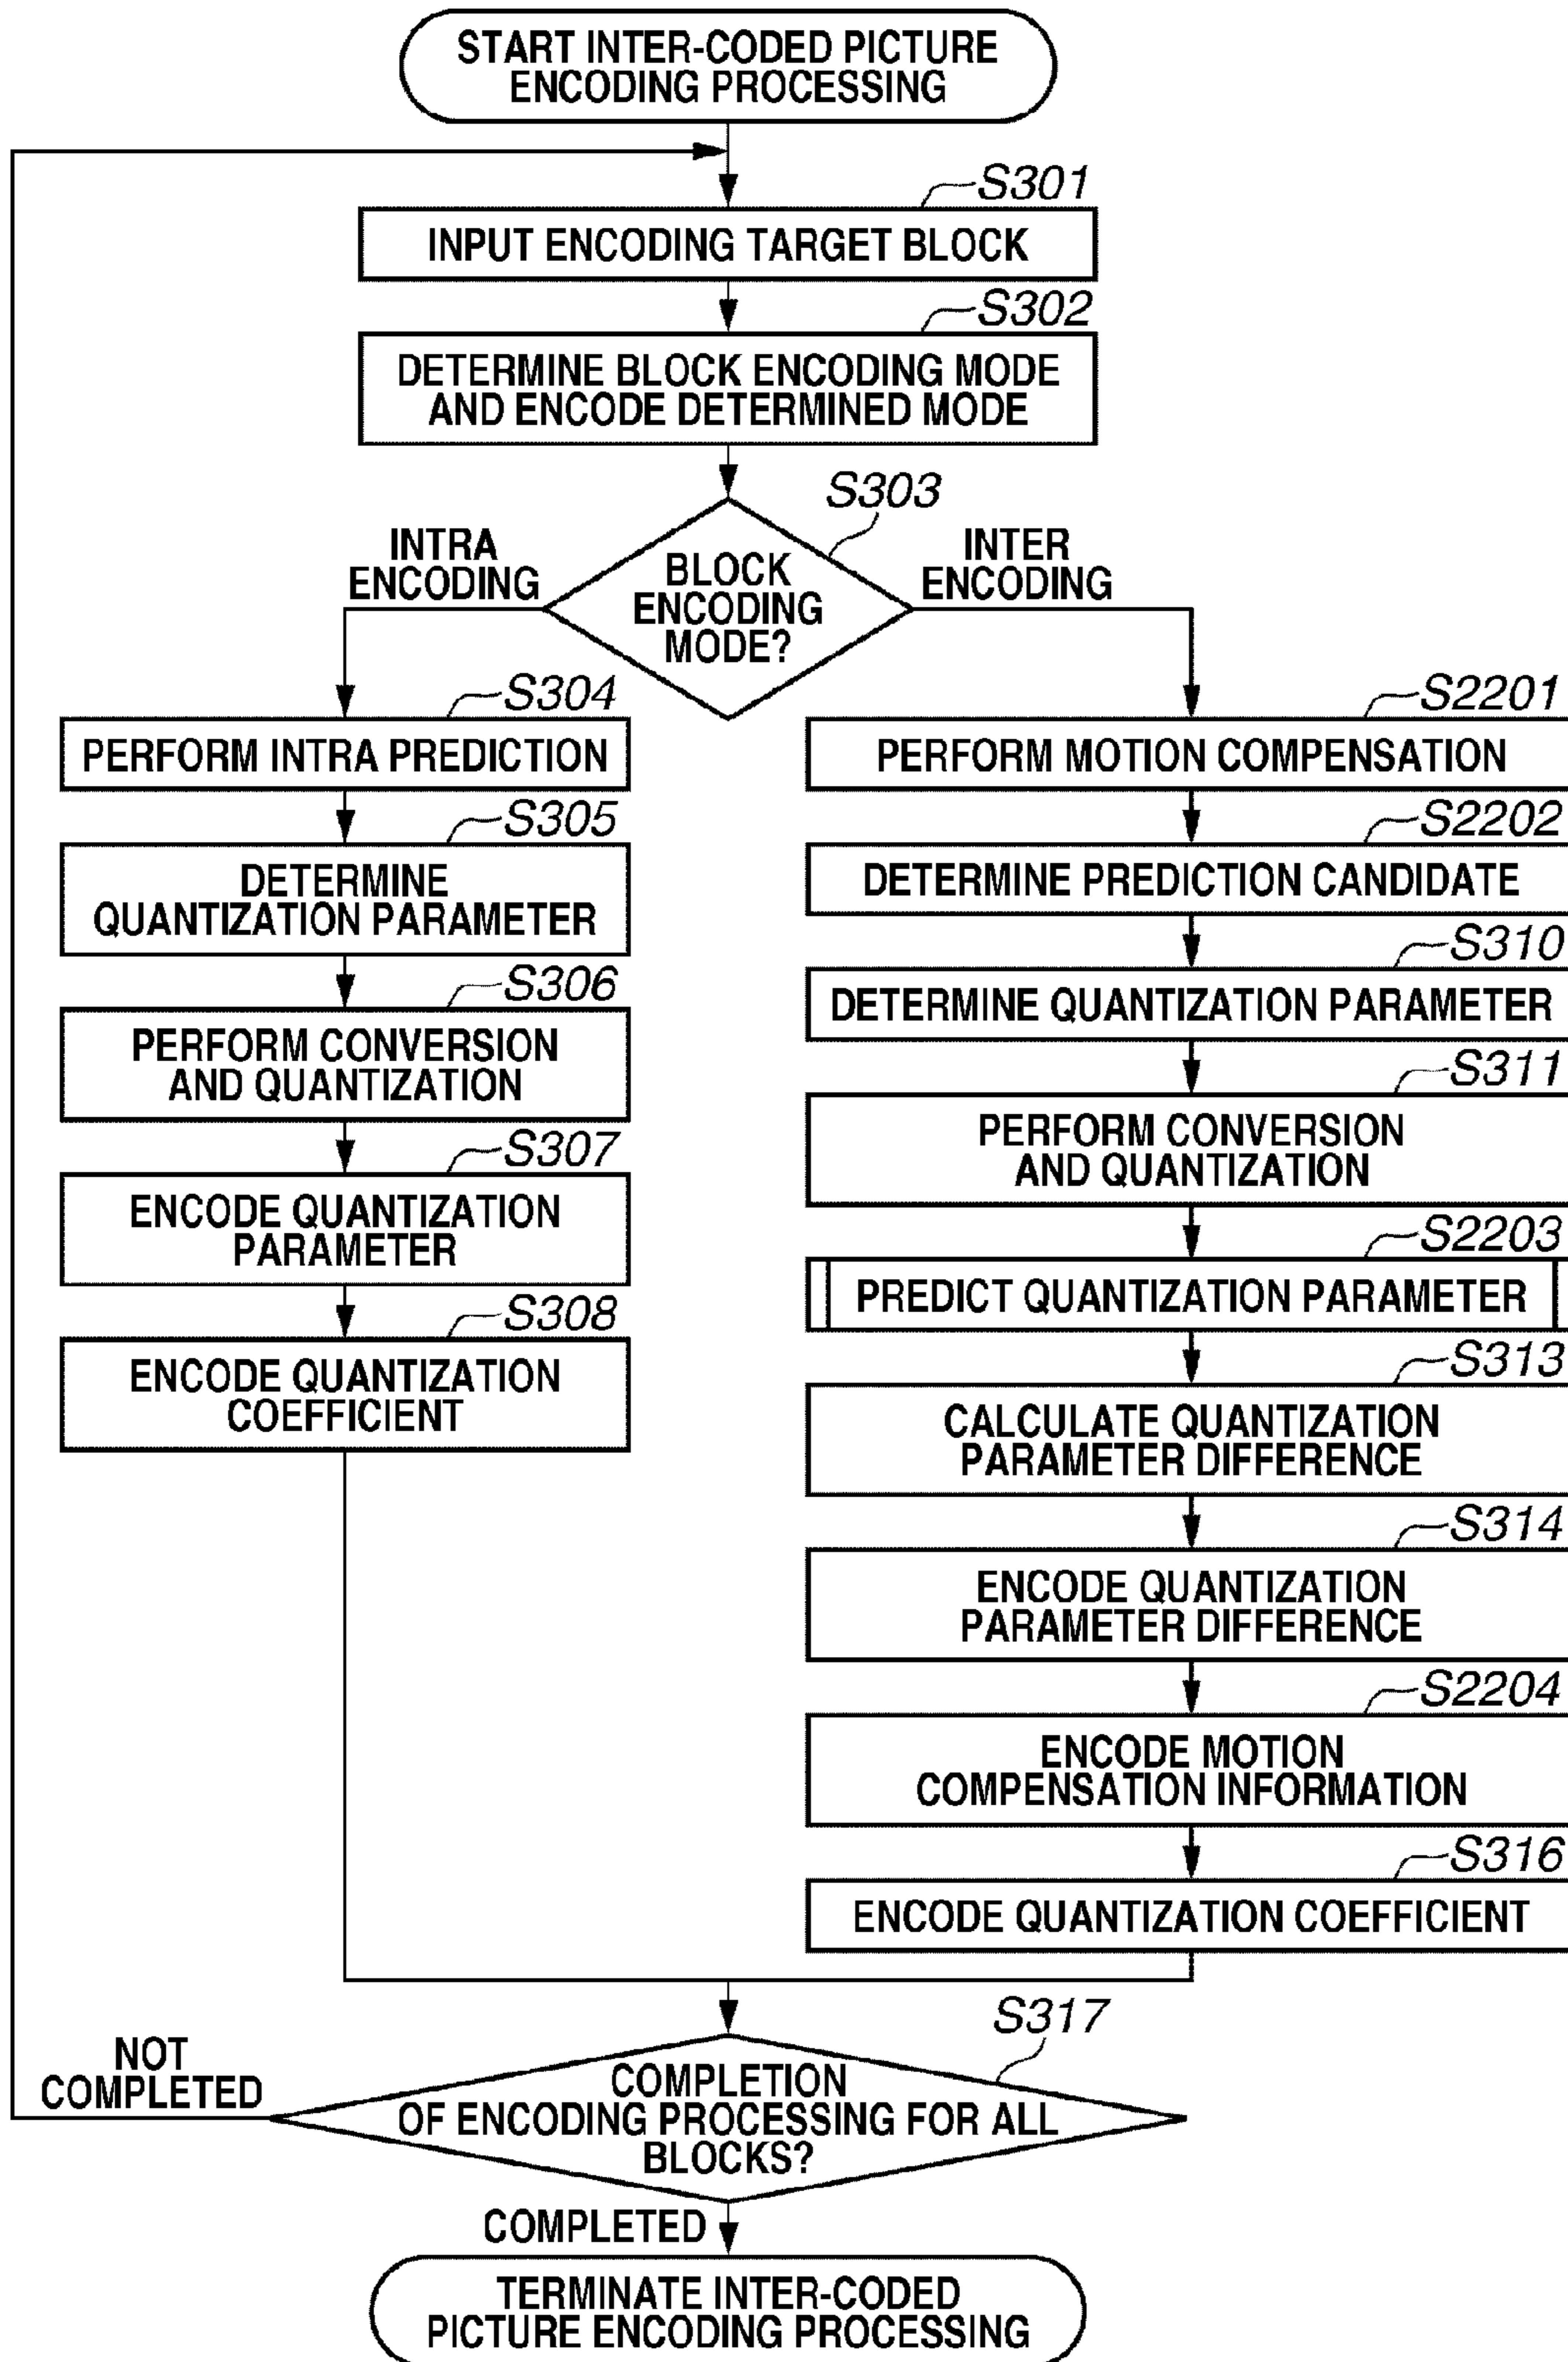 START INTER-CODED PICTURE
ENCODING PROCESSING
S301
INPUT ENCODING TARGET BLOCK
S302
DETERMINE BLOCK ENCODING MODE
AND ENCODE DETERMINED MODE
S303
BLOCK
ENCODING
MODE?
INTRA
ENCODING
INTER
ENCODING
S304
PERFORM INTRA PREDICTION
S305
DETERMINE
QUANTIZATION PARAMETER
S306
PERFORM CONVERSION
AND QUANTIZATION
S307
ENCODE QUANTIZATION
PARAMETER
S308
ENCODE QUANTIZATION
COEFFICIENT
S2201
PERFORM MOTION COMPENSATION
S2202
DETERMINE PREDICTION CANDIDATE
S310
DETERMINE QUANTIZATION PARAMETER
S311
PERFORM CONVERSION
AND QUANTIZATION
S2203
PREDICT QUANTIZATION PARAMETER
S313
CALCULATE QUANTIZATION
PARAMETER DIFFERENCE
S314
ENCODE QUANTIZATION
PARAMETER DIFFERENCE
S2204
ENCODE MOTION
COMPENSATION INFORMATION
S316
ENCODE QUANTIZATION COEFFICIENT
S317
COMPLETION
OF ENCODING PROCESSING FOR ALL
BLOCKS?
NOT
COMPLETED
COMPLETED
TERMINATE INTER-CODED
PICTURE ENCODING PROCESSING